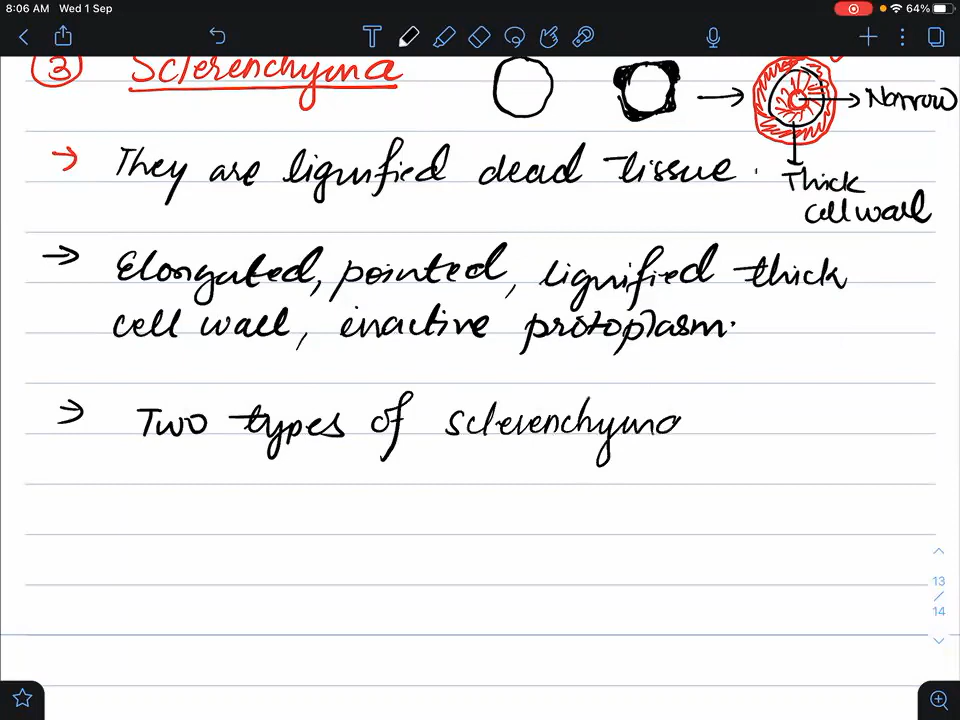 8:06 AM Wed 1 Sep
64%
③ Sclerenchyma
Narrow
→ They are lignified dead tissue.
Thick
cell wall
→ Elongated, pointed, lignified thick
cell wall, inactive protoplasm.
→ Two types of sclerenchyma
13
/
14